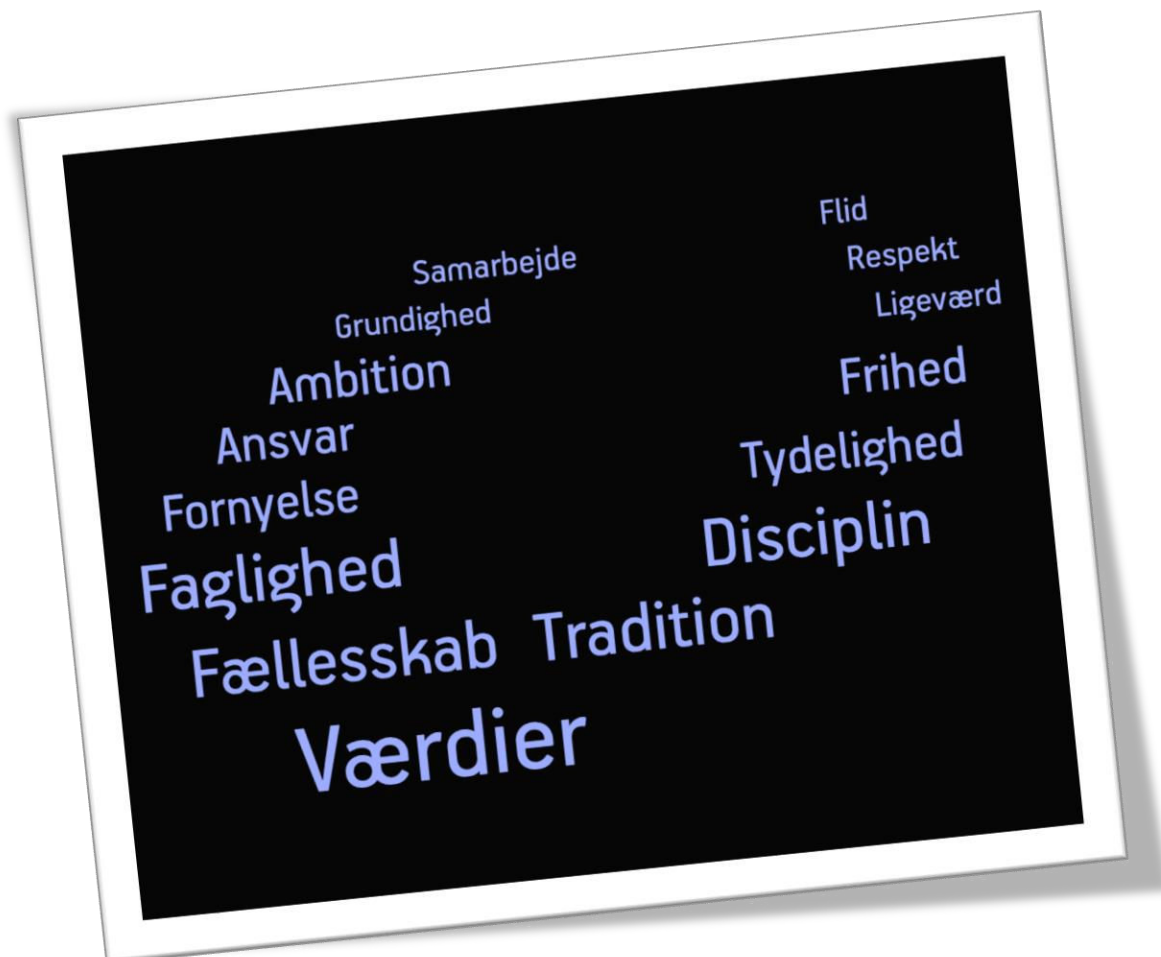 Flid
Samarbejde
Respekt
Grundighed
Ligeværd
Ambition
Frihed
Ansvar
Tydelighed
Fornyelse
Disciplin
Faglighed
Fællesskab Tradition
Værdier